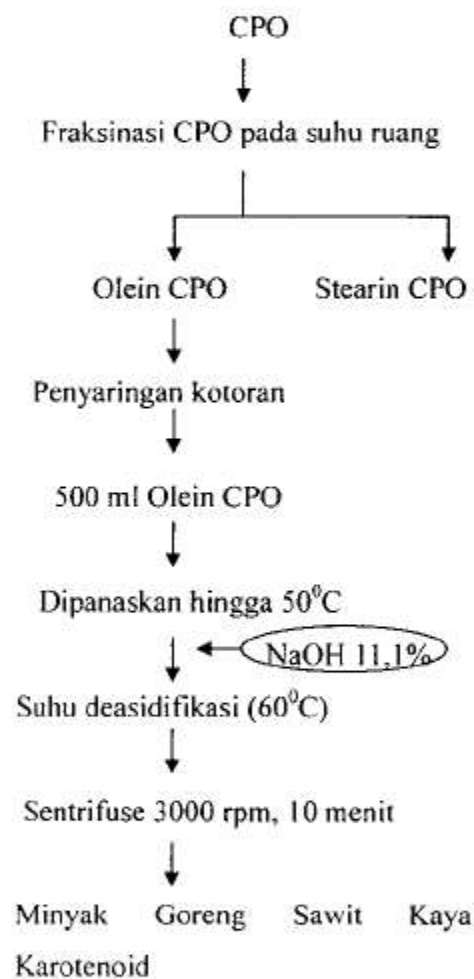 CPO
Fraksinasi CPO pada suhu ruang
Olein CPO Stearin CPO
Penyaringan kotoran
500 ml Olein CPO
Dipanaskan hingga 50⁰C
NaOH 11,1%
Suhu deasidifikasi (60⁰C)
Sentrifuse 3000 rpm, 10 menit
Minyak Goreng Sawit Kaya
Karotenoid